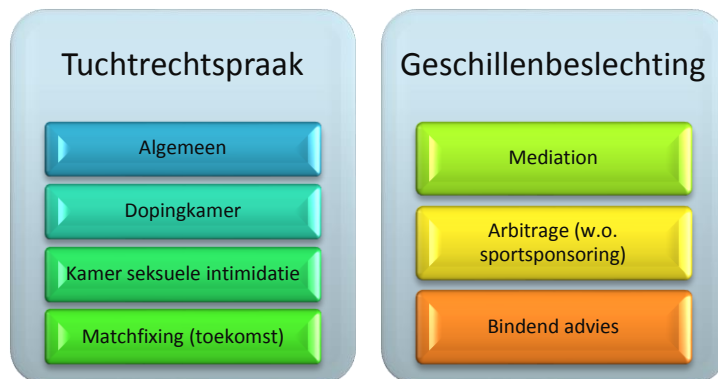 Tuchtrechtspraak
Algemeen
Dopingkamer
Kamer seksuele intimidatie
Matchfixing (toekomst)
Geschillenbeslechting
Mediation
Arbitrage (w.o.
sportsponsoring)
Bindend advies